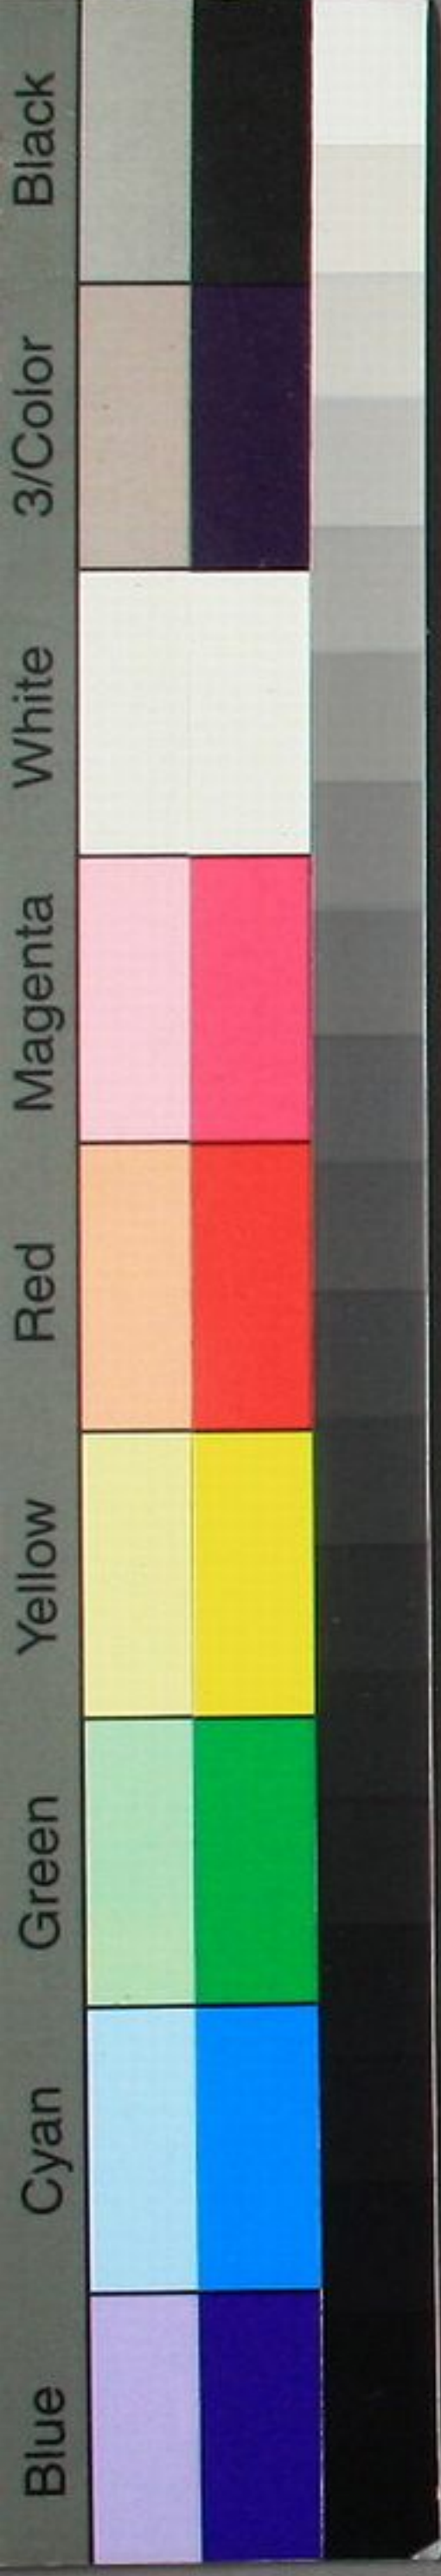 Black
3/Color
White
Magenta
Red
Yellow
Green
Cyan
Blue